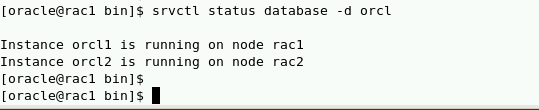 [oracle@rac1 bin]$ srvctl status database -d orcl
Instance orcl1 is running on node rac1
Instance orcl2 is running on node rac2
[oracle@rac1 bin]$
[oracle@rac1 bin]$